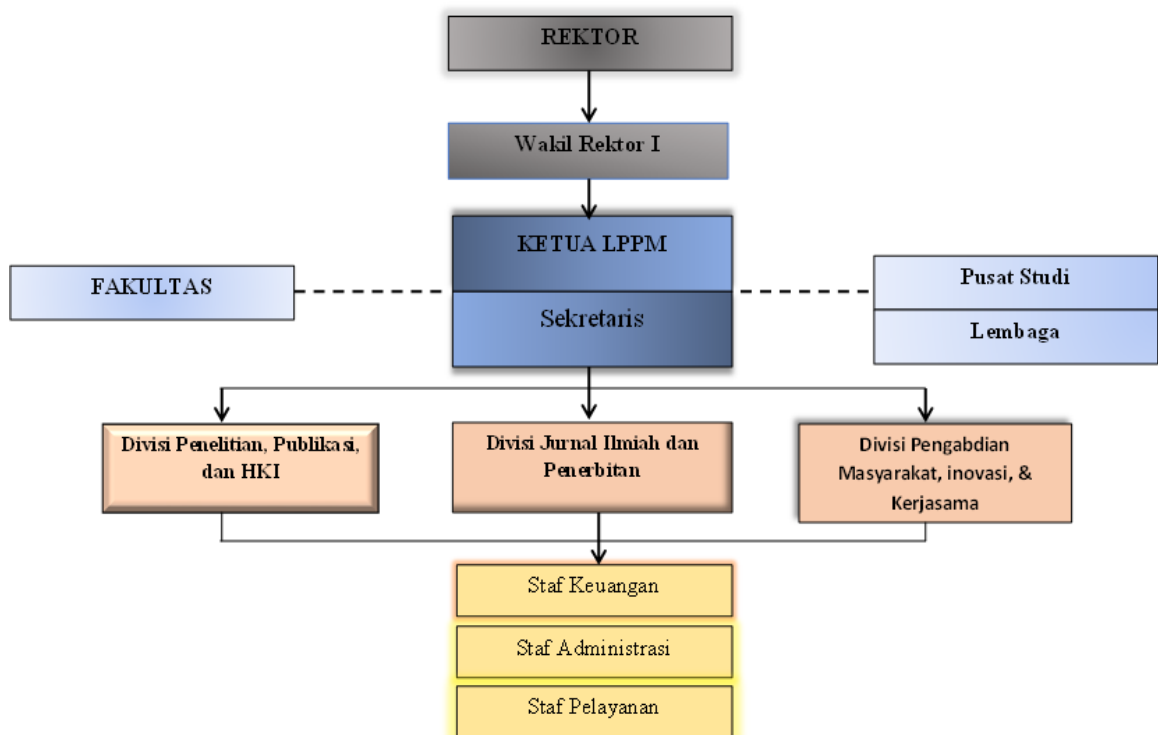 REKTOR
Wakil Rektor I
KETUA LPPM
FAKULTAS
Sekretaris
Pusat Studi
Lembaga
Divisi Penelitian, Publikasi,
dan HKI
Divisi Jurnal Ilmiah dan
Penerbitan
Divisi Pengabdian
Masyarakat, inovasi, &
Kerjasama
Staf Keuangan
Staf Administrasi
Staf Pelayanan